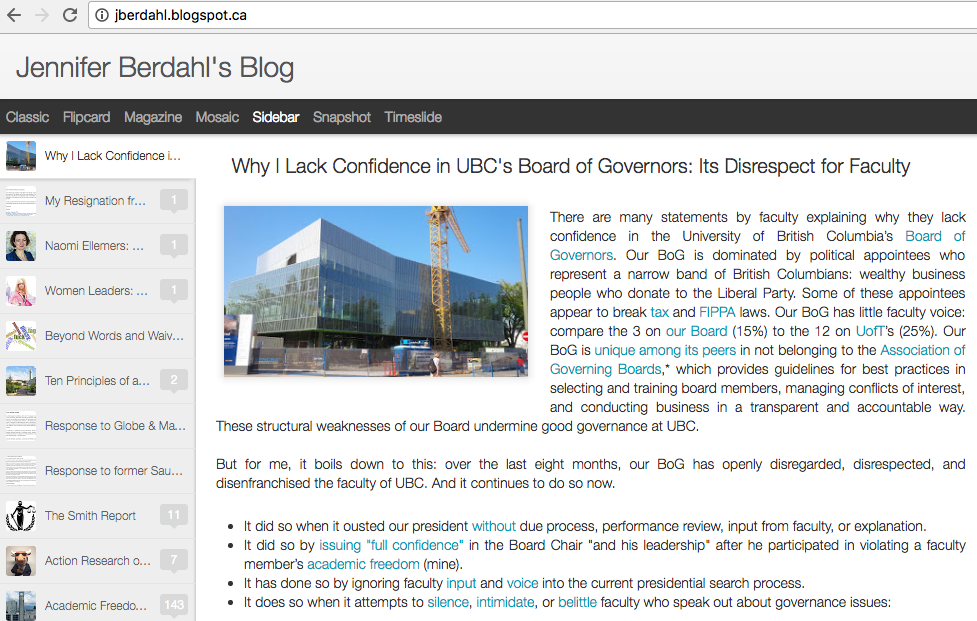 jberdahl.blogspot.ca
Jennifer Berdahl's Blog
Classic Flipcard Magazine Mosaic Sidebar Snapshot Timeslide
Why I Lack Confidence i...
My Resignation fr... 1
Naomi Ellemers: ... 1
Women Leaders: ... 1
Beyond Words and Waiv...
Ten Principles of a... 2
Response to Globe & Ma...
Response to former Sau...
The Smith Report 11
Action Research o... 7
Academic Freedo... 143
Why I Lack Confidence in UBC's Board of Governors: Its Disrespect for Faculty
There are many statements by faculty explaining why they lack
confidence in the University of British Columbia's Board of
Governors. Our BoG is dominated by political appointees who
represent a narrow band of British Columbians: wealthy business
people who donate to the Liberal Party. Some of these appointees
appear to break tax and FIPPA laws. Our BoG has little faculty voice:
compare the 3 on our Board (15%) to the 12 on UofT's (25%). Our
BoG is unique among its peers in not belonging to the Association of
Governing Boards,* which provides guidelines for best practices in
selecting and training board members, managing conflicts of interest,
and conducting business in a transparent and accountable way.
These structural weaknesses of our Board undermine good governance at UBC.
But for me, it boils down to this: over the last eight months, our BoG has openly disregarded, disrespected, and
disenfranchised the faculty of UBC. And it continues to do so now.
• It did so when it ousted our president without due process, performance review, input from faculty, or explanation.
• It did so by issuing "full confidence" in the Board Chair "and his leadership" after he participated in violating a faculty
member's academic freedom (mine).
• It has done so by ignoring faculty input and voice into the current presidential search process.
• It does so when it attempts to silence, intimidate, or belittle faculty who speak out about governance issues: